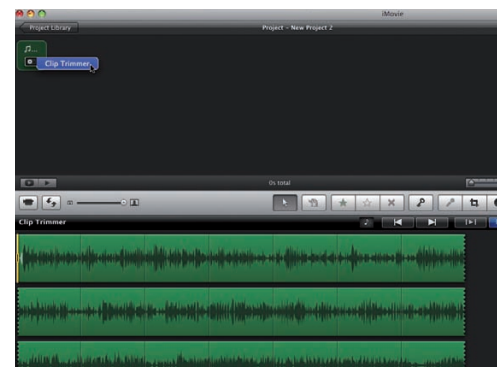 iMovie
Project Library
Project - New Project 2
Clip Trimmer
0s total
Clip Trimmer